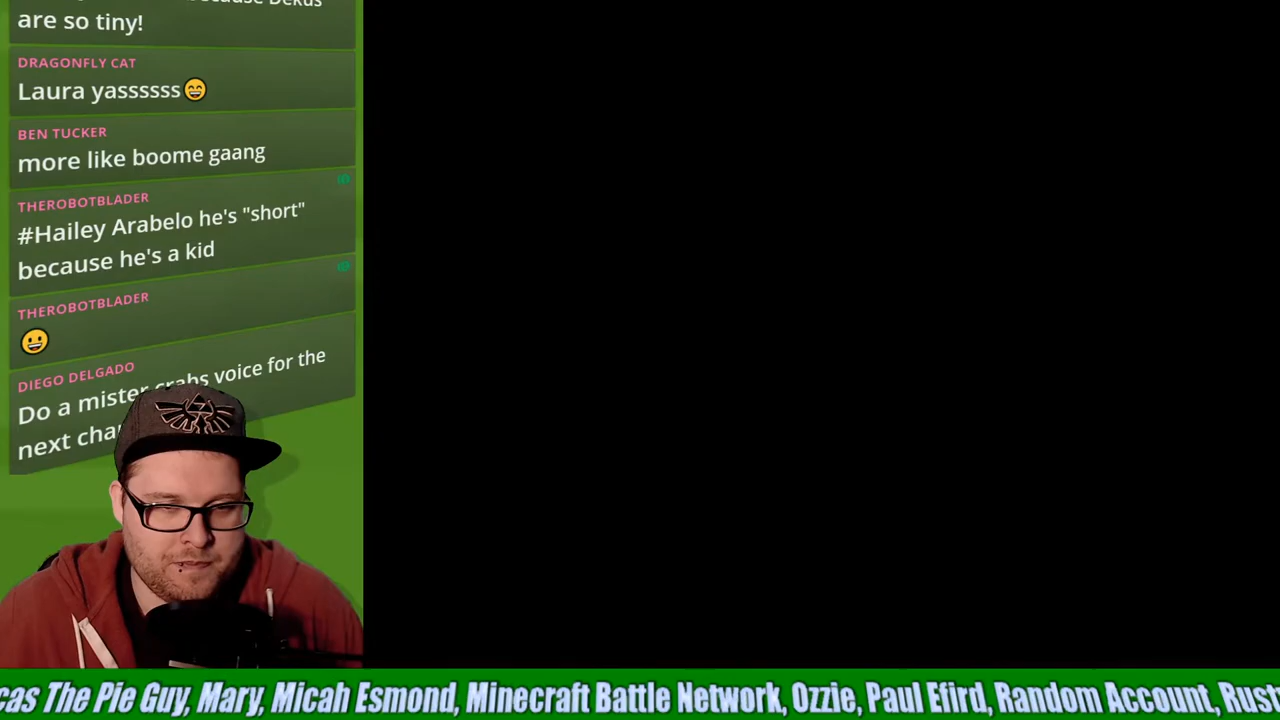 are so tiny!
DRAGONFLY CAT
Laura yassssss😄
BEN TUCKER
more like boome gaang
THEROBOTBLADER
#Hailey Arabelo he's "short"
because he's a kid
THEROBOTBLADER
😀
DIEGO DELGADO
Do a mister crabs voice for the
next
The Pie Guy, Mary, Micah Esmond, Minecraft Battle Network, Ozzie, Paul Efird, Random Account,